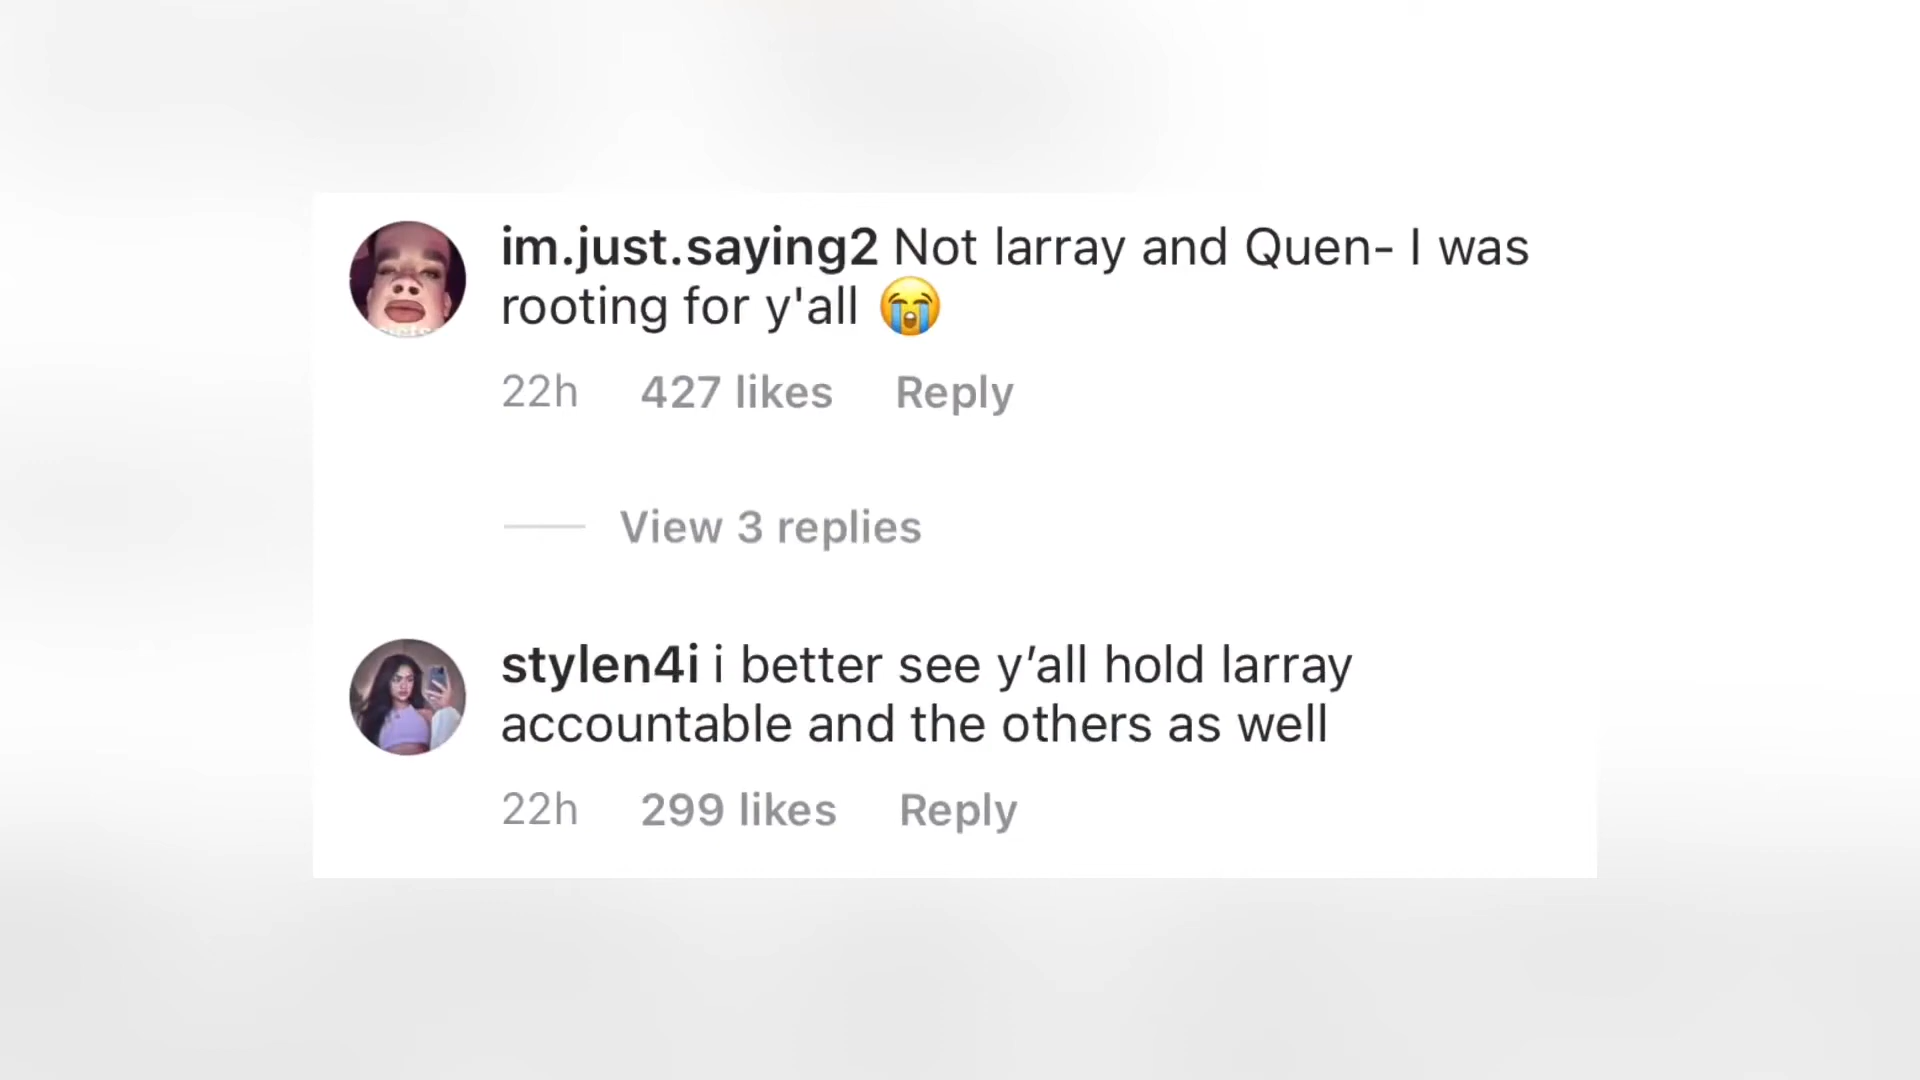 im.just.saying2 Not larray and Quen- I was
rooting for y'all 😭
22h 427 likes Reply
View 3 replies
stylen4i i better see y’all hold larray
accountable and the others as well
22h 299 likes Reply